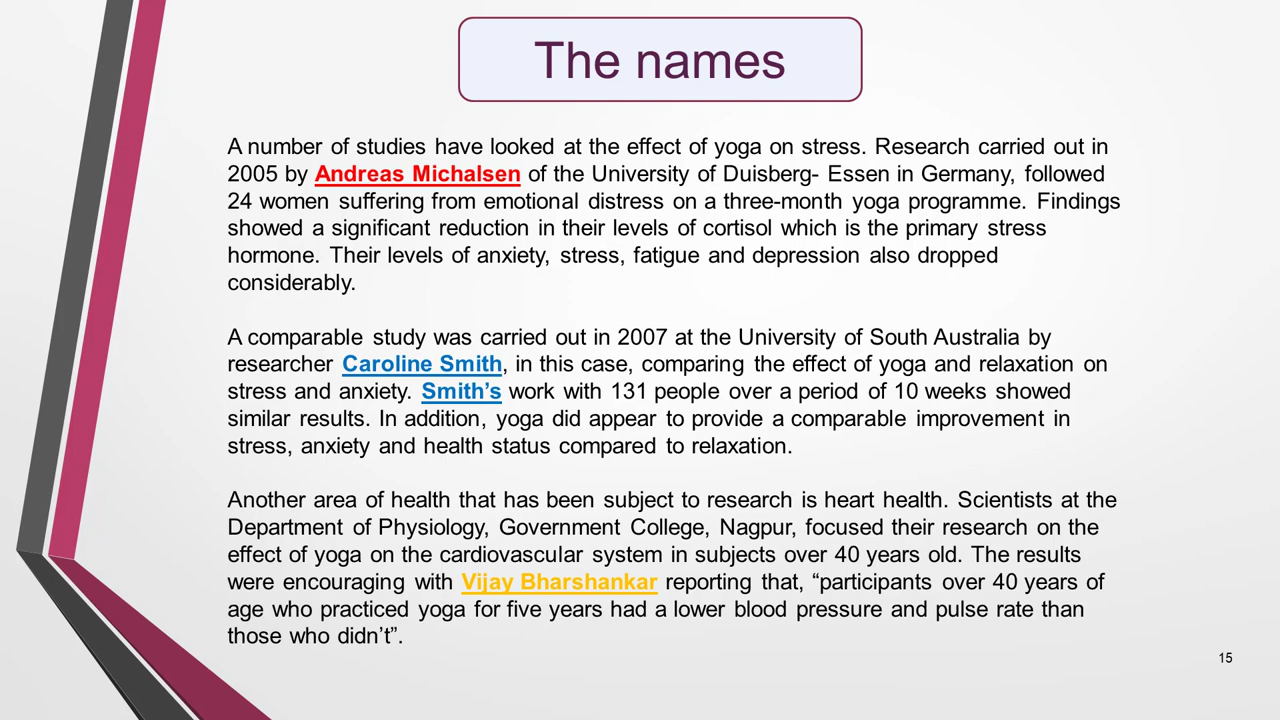 The names
A number of studies have looked at the effect of yoga on stress. Research carried out in
2005 by Andreas Michalsen of the University of Duisberg- Essen in Germany, followed
24 women suffering from emotional distress on a three-month yoga programme. Findings
showed a significant reduction in their levels of cortisol which is the primary stress
hormone. Their levels of anxiety, stress, fatigue and depression also dropped
considerably.
A comparable study was carried out in 2007 at the University of South Australia by
researcher Caroline Smith, in this case, comparing the effect of yoga and relaxation on
stress and anxiety. Smith’s work with 131 people over a period of 10 weeks showed
similar results. In addition, yoga did appear to provide a comparable improvement in
stress, anxiety and health status compared to relaxation.
Another area of health that has been subject to research is heart health. Scientists at the
Department of Physiology, Government College, Nagpur, focused their research on the
effect of yoga on the cardiovascular system in subjects over 40 years old. The results
were encouraging with Vijay Bharshankar reporting that, “participants over 40 years of
age who practiced yoga for five years had a lower blood pressure and pulse rate than
those who didn’t”.
15